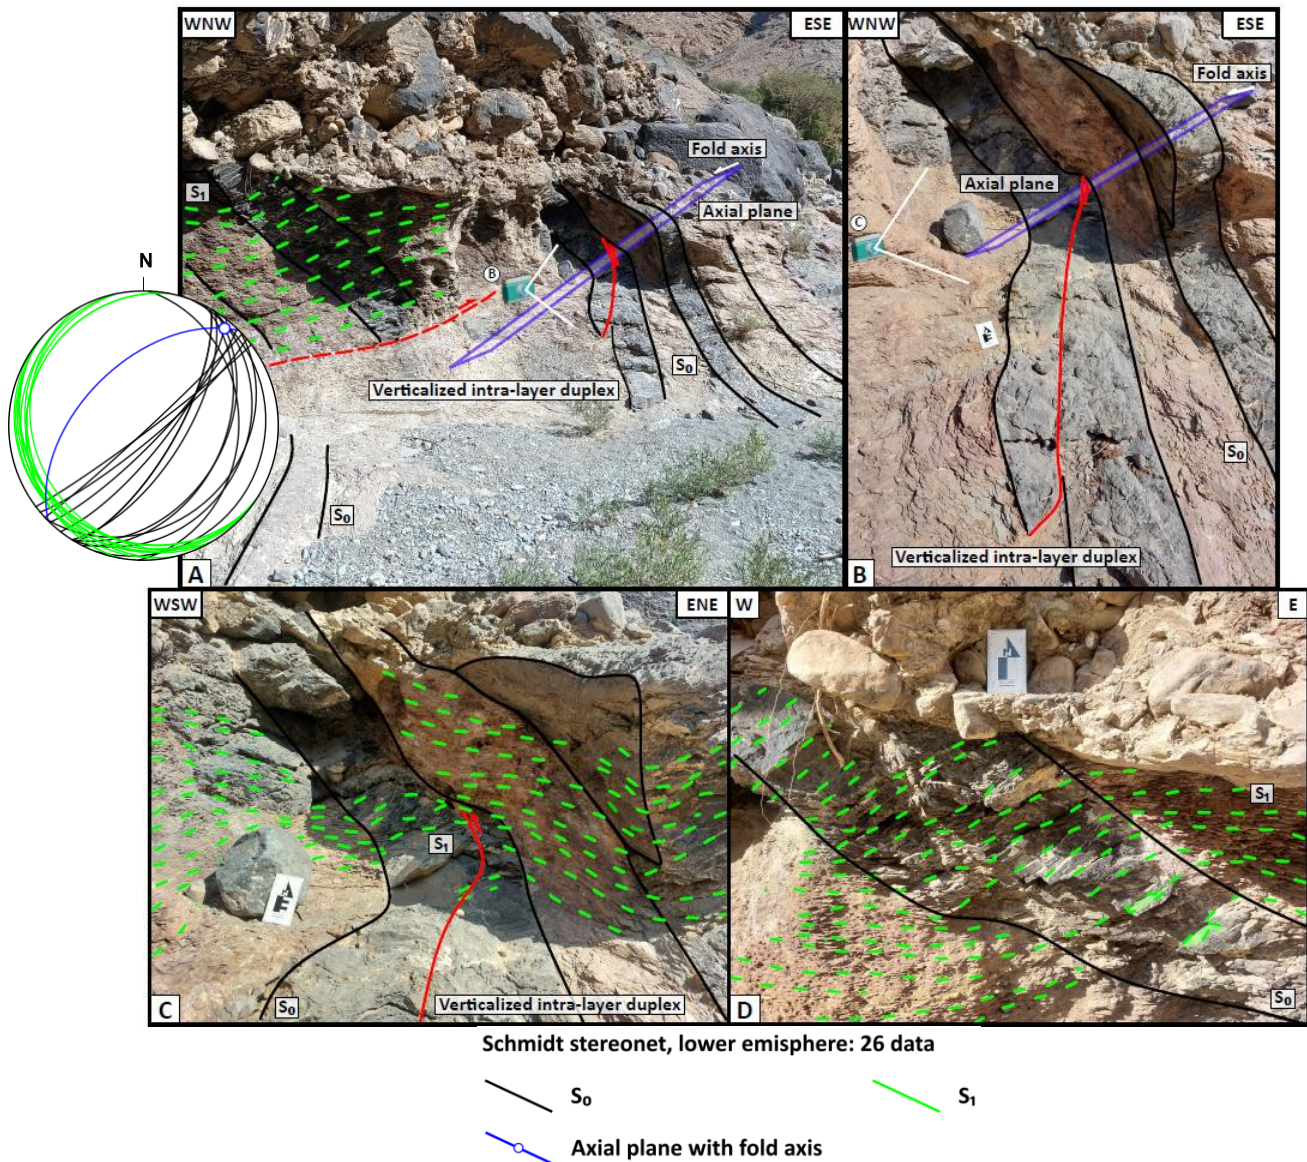 WNW
ESE
WNW
ESE
Fold axis
Fold axis
S₁
Axial plane
Axial plane
C
B
N
S₀
Verticalized intra-layer duplex
S₀
S₀
Verticalized intra-layer duplex
A
B
WSW
ENE
W
E
S₁
S₁
Verticalized intra-layer duplex
C
S₀
D
S₀
Schmidt stereonet, lower emisphere: 26 data
S₀
S₁
Axial plane with fold axis